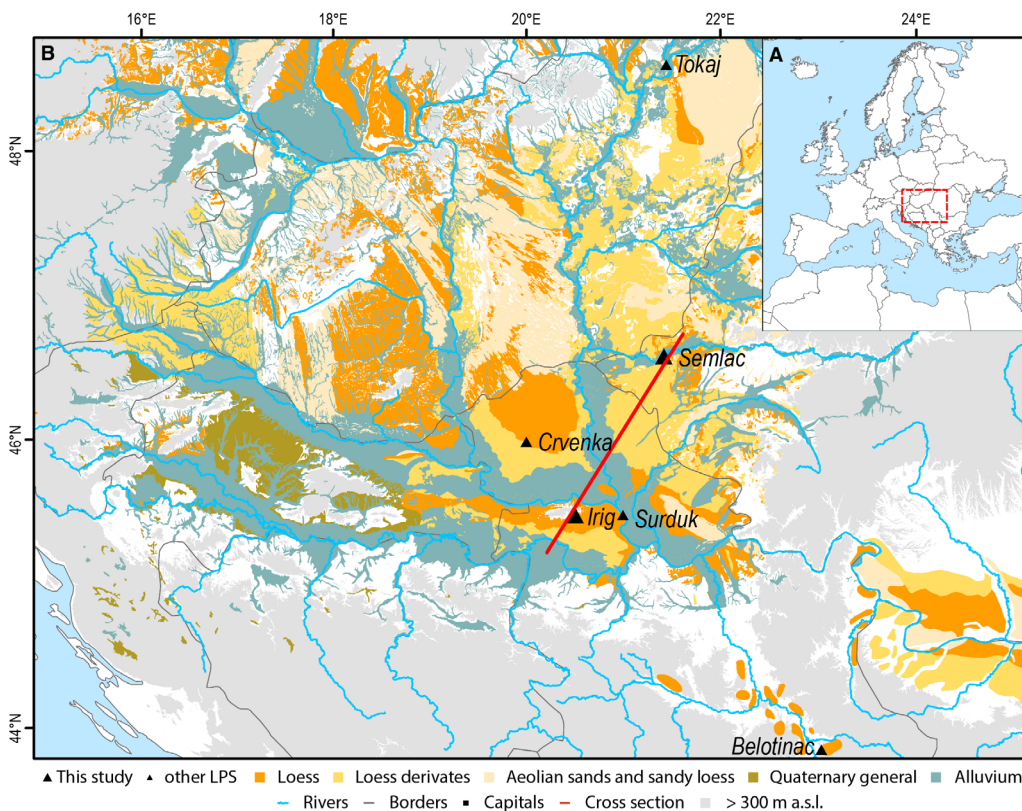 16°E 18°E 20°E 22°E 24°E
B
A
Tokaj
48°N
Semlac
46°N
Crvenka
Irig
Surduk
44°N
Belotinac
This study other LPS Loess Loess derivates Aeolian sands and sandy loess Quaternary general Alluvium
Rivers Borders Capitals Cross section > 300 m a.s.l.